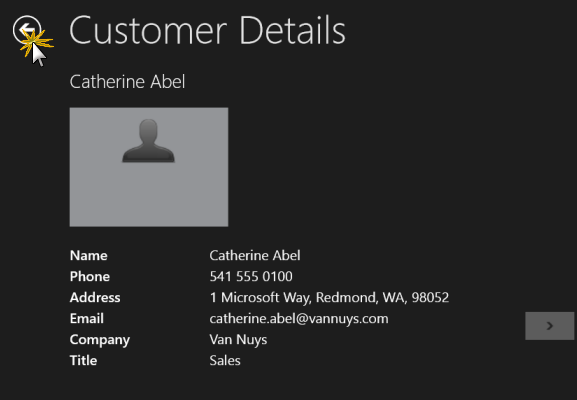 Customer Details
Catherine Abel
Name Catherine Abel
Phone 541 555 0100
Address 1 Microsoft Way, Redmond, WA, 98052
Email catherine.abel@vannuys.com
Company Van Nuys
Title Sales